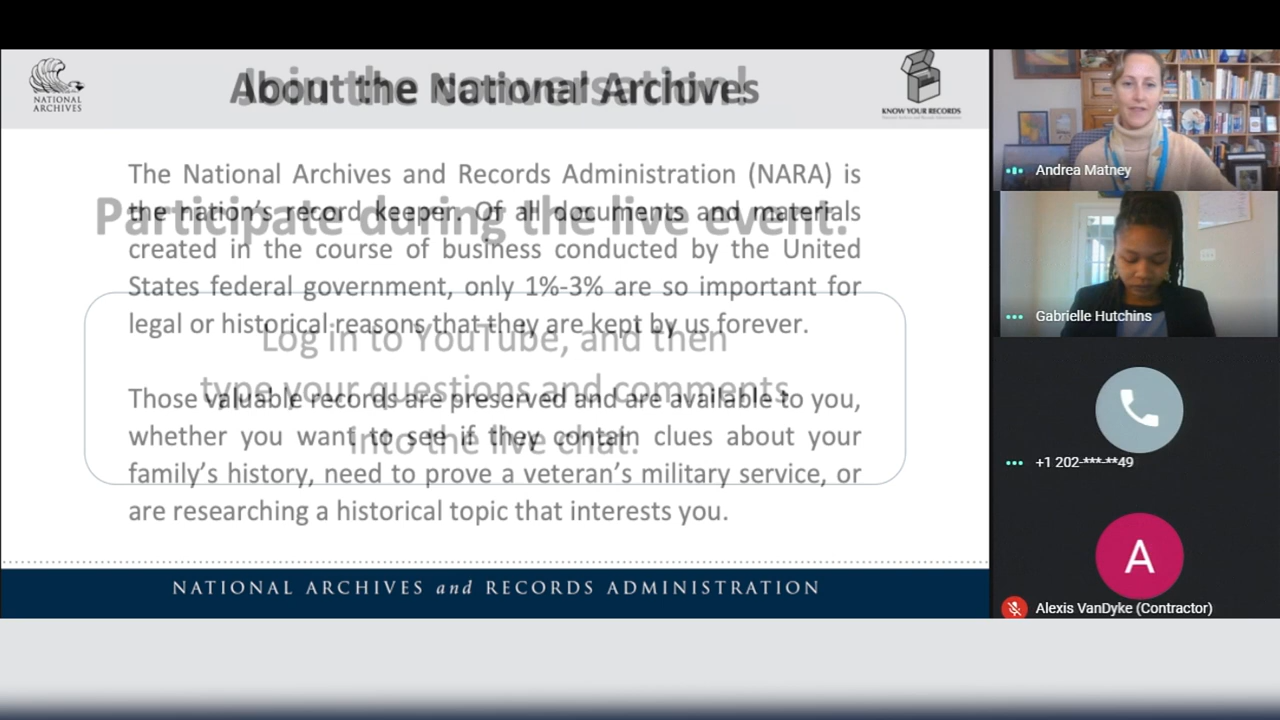 NATIONAL
ARCHIVES
About the National Archives
Join the conversation!
KNOW YOUR RECORDS
The National Archives and Records Administration (NARA) is
the nation's record keeper. Of all documents and materials
created in the course of business conducted by the United
States federal government, only 1%-3% are so important for
legal or historical reasons that they are kept by us forever.
Those valuable records are preserved and are available to you,
whether you want to see if they contain clues about your
family's history, need to prove a veteran's military service, or
are researching a historical topic that interests you.
Participate during the live event:
Log in to YouTube, and then
type your questions and comments
into the live chat.
NATIONAL ARCHIVES and RECORDS ADMINISTRATION
Andrea Matney
Gabrielle Hutchins
+1 202-***-**49
A
Alexis VanDyke (Contractor)